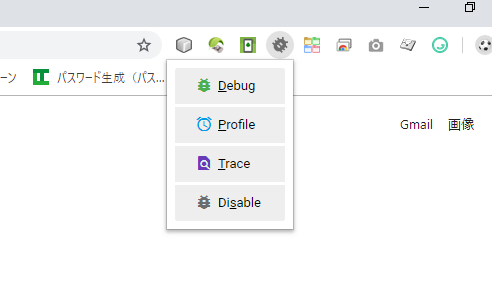 ーン
パスワード生成（パス...
Gmail 画像
Debug
Profile
Trace
Disable